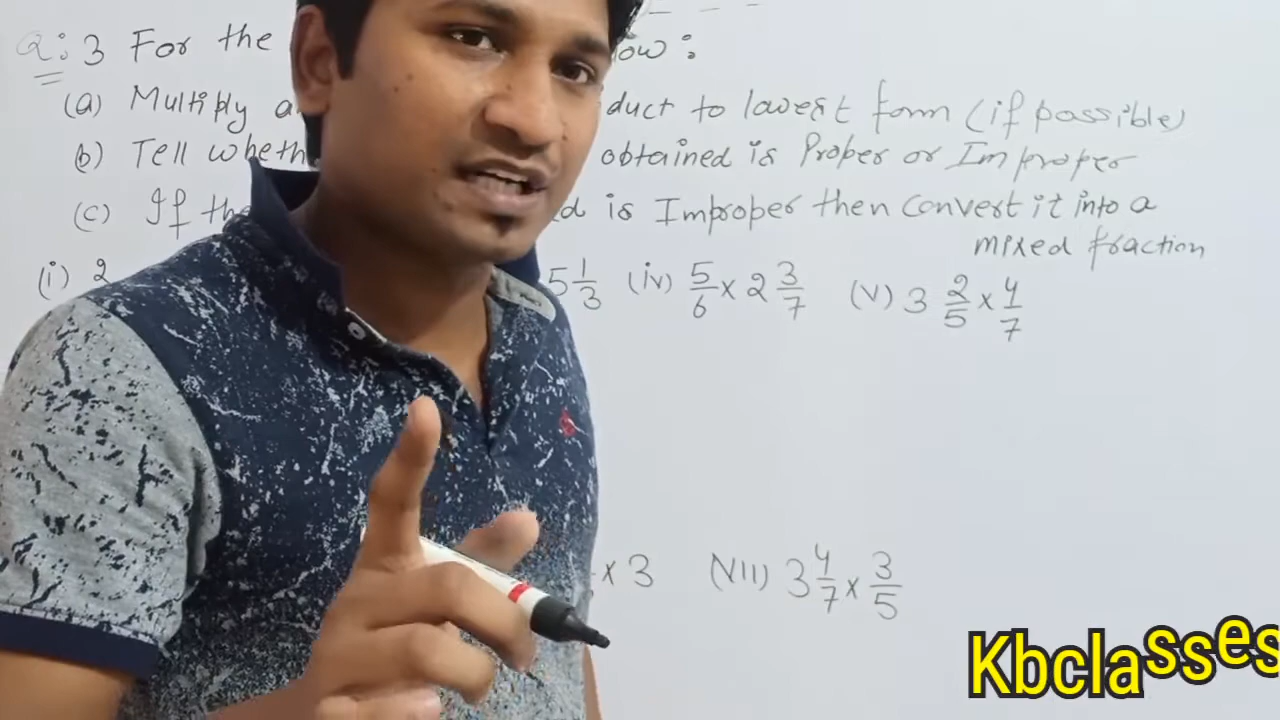 Q: 3 For the ow :
(a) Multiply a duct to lowest form (if possible)
(b) Tell wheth obtained is Proper or Improper
(c) If the d is Improper then convert it into a
mixed fraction
(i) 2 5 1/3 (iv) 5/6 x 2 3/7 (V) 3 2/5 x 4/7
x 3 (VII) 3 4/7 x 3/5
Kbclasses